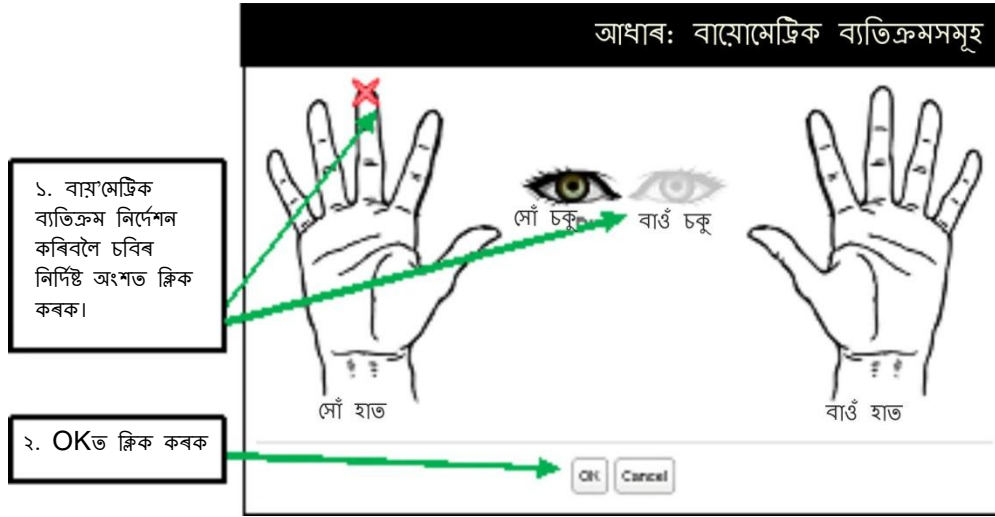 আধাৰ: বায়োমেট্ৰিক ব্যতিক্ৰমসমূহ
১. বায়'মেট্ৰিক
ব্যতিক্ৰম নিৰ্দেশন
কৰিবলৈ চবিৰ
নিৰ্দিষ্ট অংশত ক্লিক
কৰক।
সোঁ চকু
বাওঁ চকু
সোঁ হাত
বাওঁ হাত
২. OKত ক্লিক কৰক
OK
Cancel